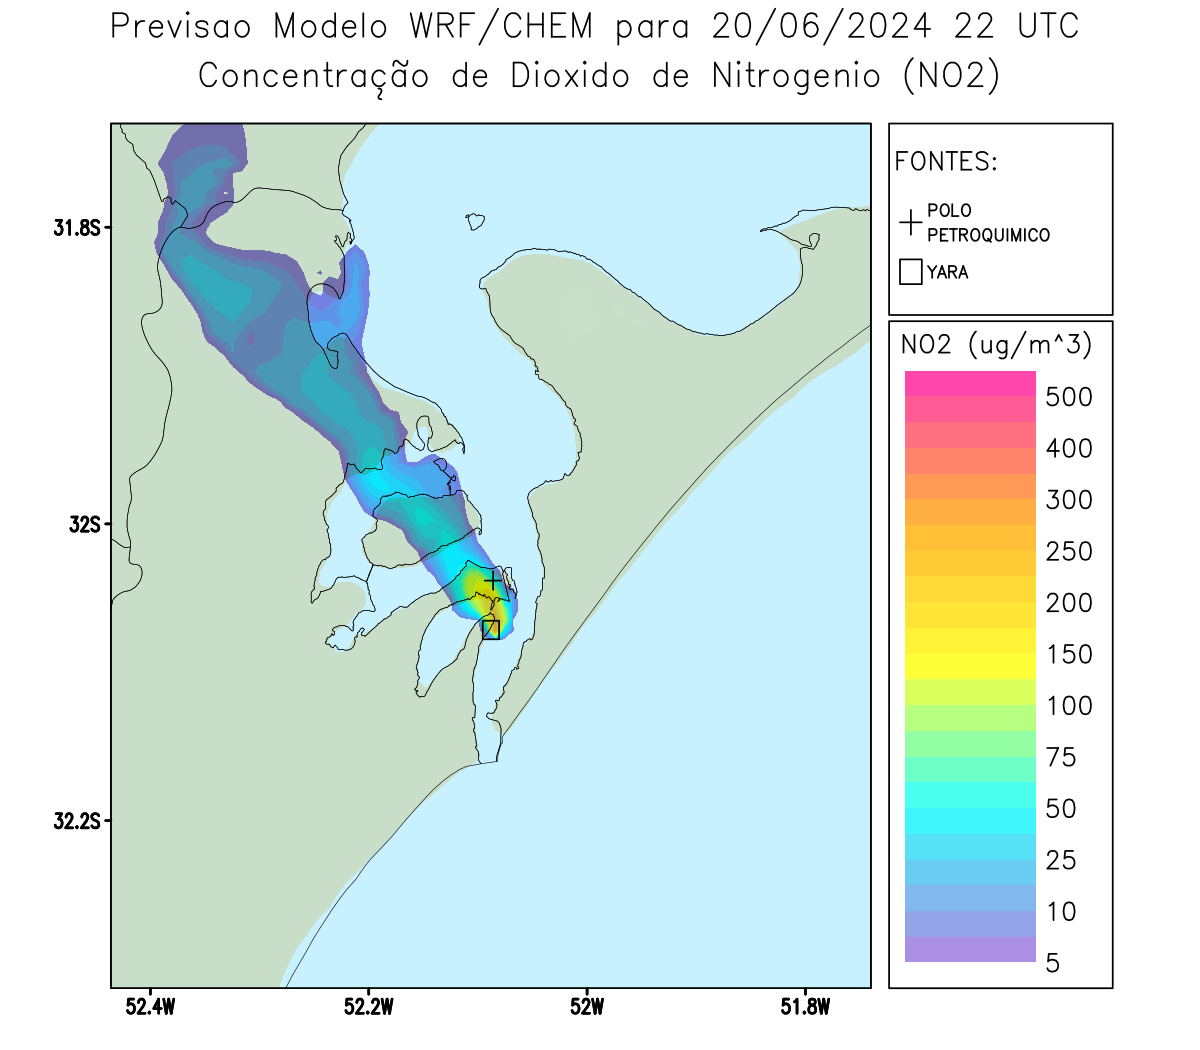 Previsao Modelo WRF/CHEM para 20/06/2024 22 UTC
Concentração de Dioxido de Nitrogenio (NO2)
FONTES:
POLO
PETROQUIMICO
YARA
NO2 (ug/m^3)
500
400
300
250
200
150
100
75
50
25
10
5
31.8S
32S
32.2S
52.4W
52.2W
52W
51.8W